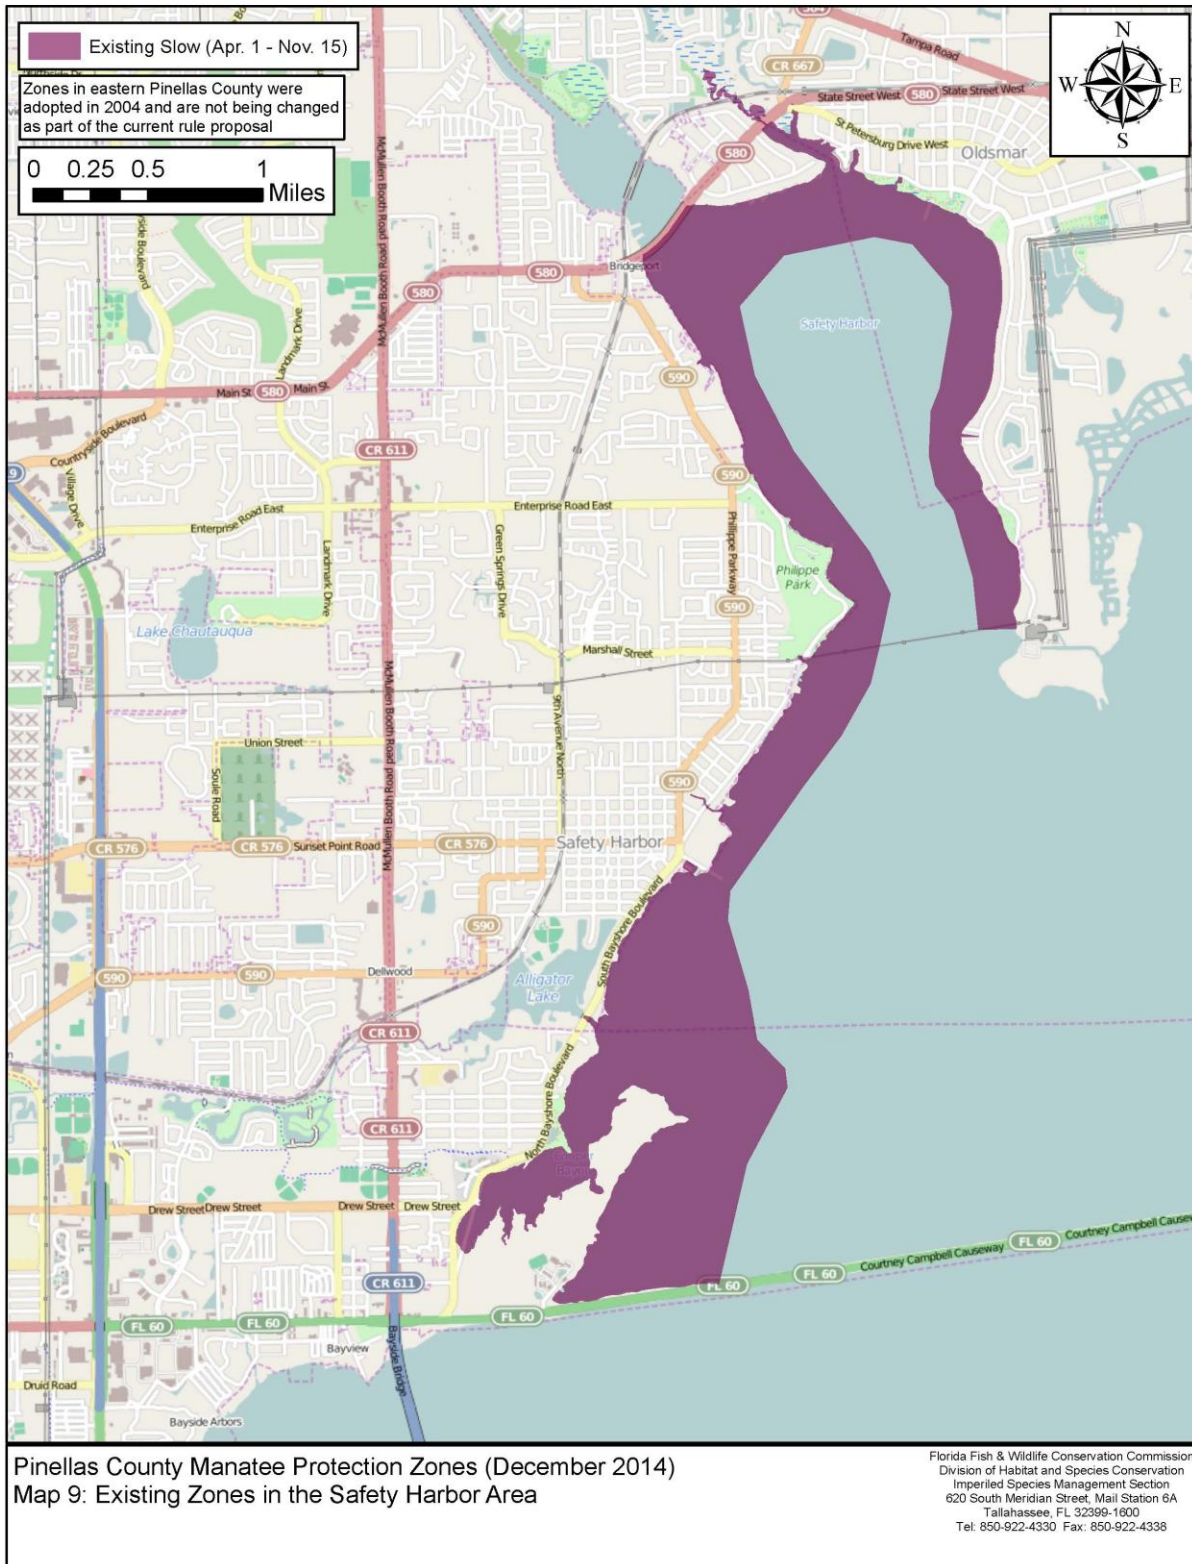 Existing Slow (Apr. 1 - Nov. 15)
Zones in eastern Pinellas County were
adopted in 2004 and are not being changed
as part of the current rule proposal
0 0.25 0.5 1
Miles
N
W E
S
Tampa Road
CR 667
State Street West
580
State Street West
St Petersburg Drive West
Oldsmar
580
McMullen Booth Road
Landmark Drive
Bridgeport
580
580
Safety Harbor
590
Main St
580
Main St
Countryside Boulevard
CR 611
Village Drive
590
Enterprise Road East
Enterprise Road East
Green Springs Drive
Landmark Drive
Phillippe Parkway
Philippe
Park
590
Lake Chautauqua
Marshall Street
McMullen Booth Road
9th Avenue North
Union Street
Soule Road
590
CR 576
CR 576
Sunset Point Road
CR 576
Safety Harbor
McMullen Booth Road
590
South Bayshore Boulevard
590
590
Dellwood
Alligator
Lake
CR 611
North Bayshore Boulevard
CR 611
Drew Street
Drew Street
Drew Street
Drew Street
Courtney Campbell Causeway
FL 60
Courtney Campbell Causew
FL 60
FL 60
CR 611
FL 60
FL 60
FL 60
Bayview
Bayside Bridge
Druid Road
Bayside Arbors
Pinellas County Manatee Protection Zones (December 2014)
Map 9: Existing Zones in the Safety Harbor Area
Florida Fish & Wildlife Conservation Commission
Division of Habitat and Species Conservation
Imperiled Species Management Section
620 South Meridian Street, Mail Station 6A
Tallahassee, FL 32399-1600
Tel: 850-922-4330 Fax: 850-922-4338